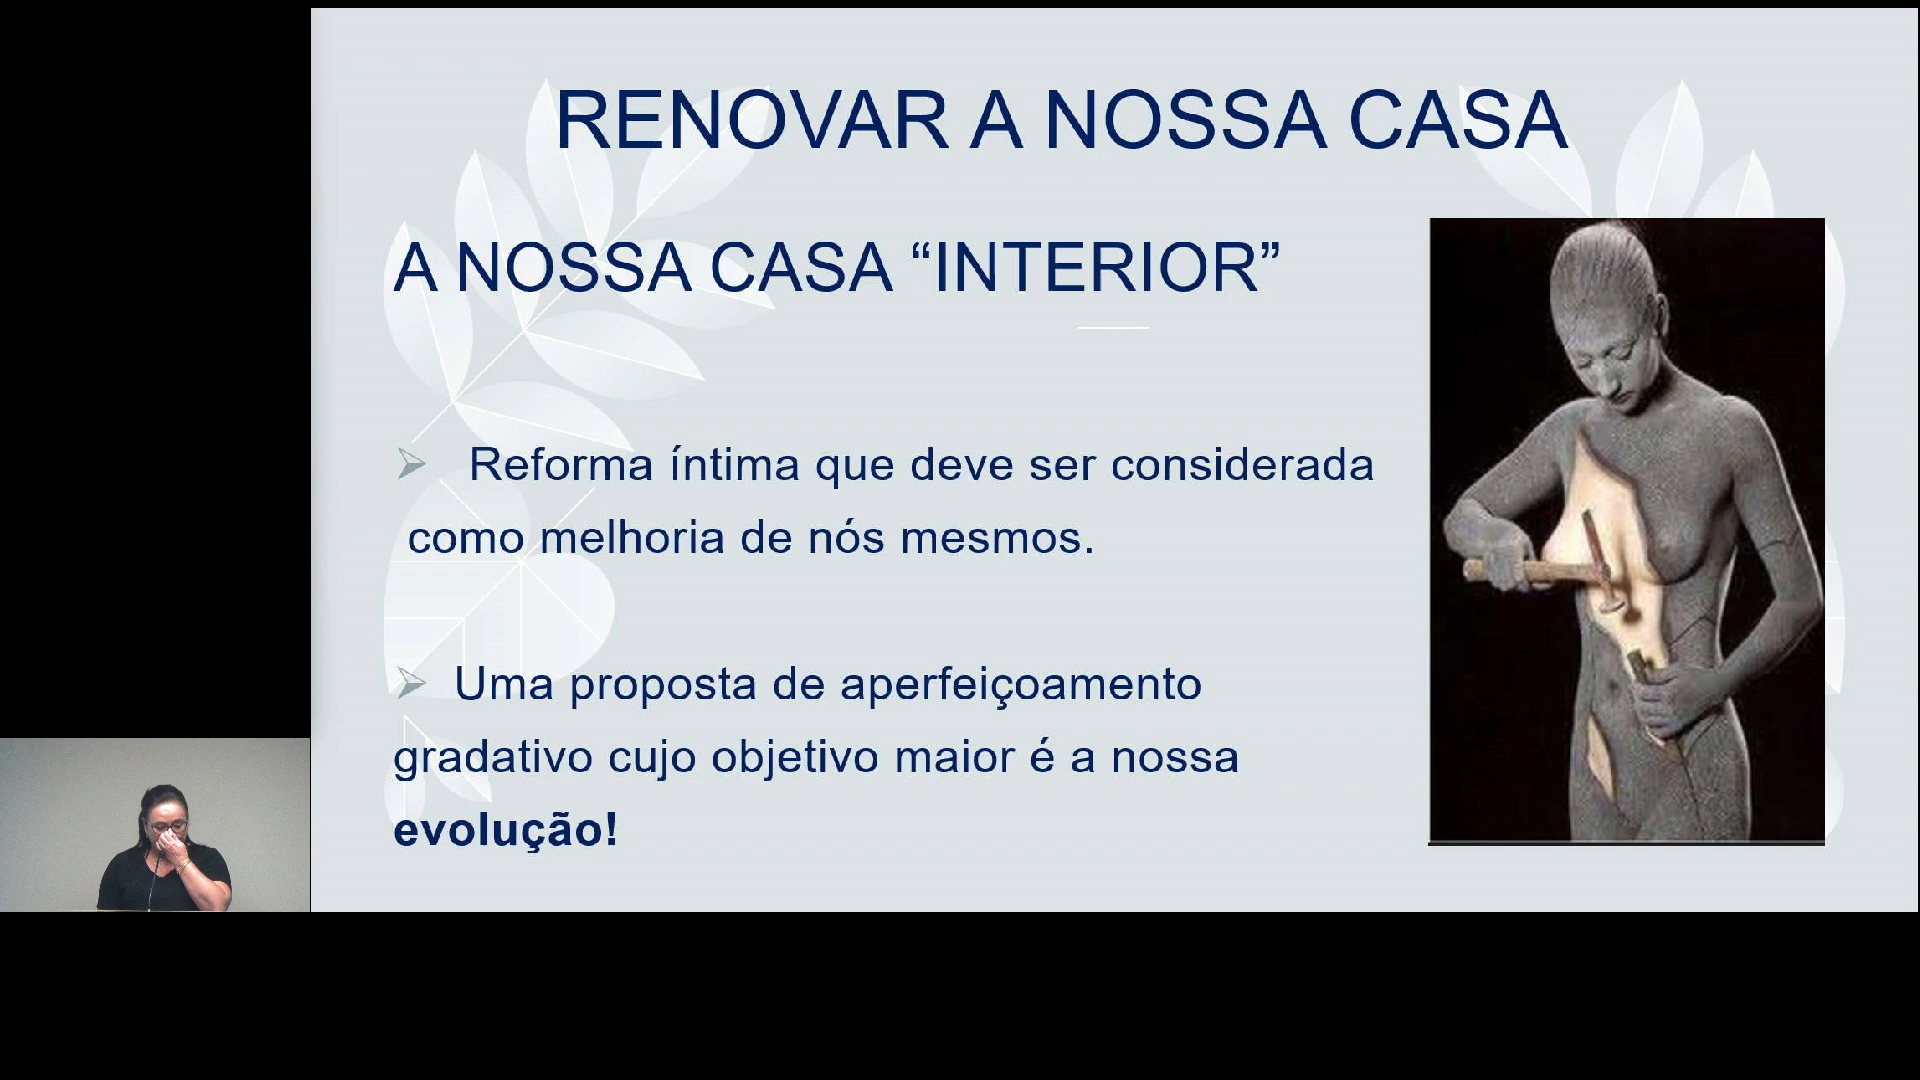 RENOVAR A NOSSA CASA
A NOSSA CASA “INTERIOR”
Reforma íntima que deve ser considerada
como melhoria de nós mesmos.
Uma proposta de aperfeiçoamento
gradativo cujo objetivo maior é a nossa
evolução!